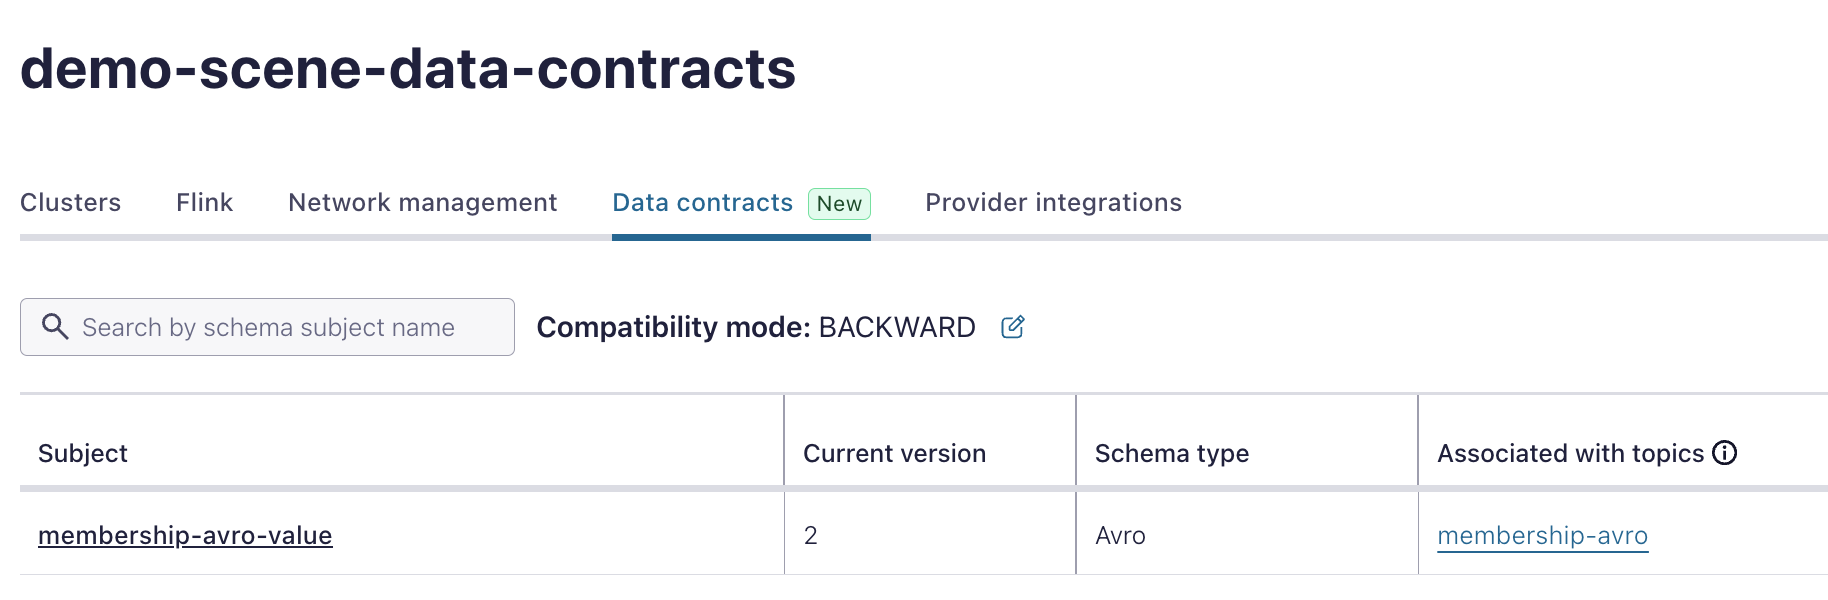 demo-scene-data-contracts
Clusters Flink Network management Data contracts New Provider integrations
Search by schema subject name Compatibility mode: BACKWARD
Subject Current version Schema type Associated with topics
membership-avro-value 2 Avro membership-avro